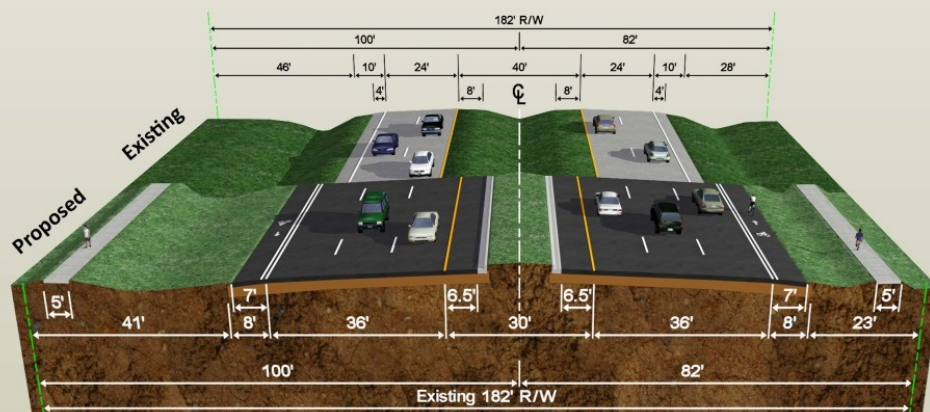 182' R/W
100' 82'
46' 10' 24' 40' 24' 10' 28'
4' 8' ℄ 8' 4'
Existing
Proposed
5' 7' 6.5' 6.5' 7' 5'
41' 8' 36' 30' 36' 8' 23'
100' 82'
Existing 182' R/W